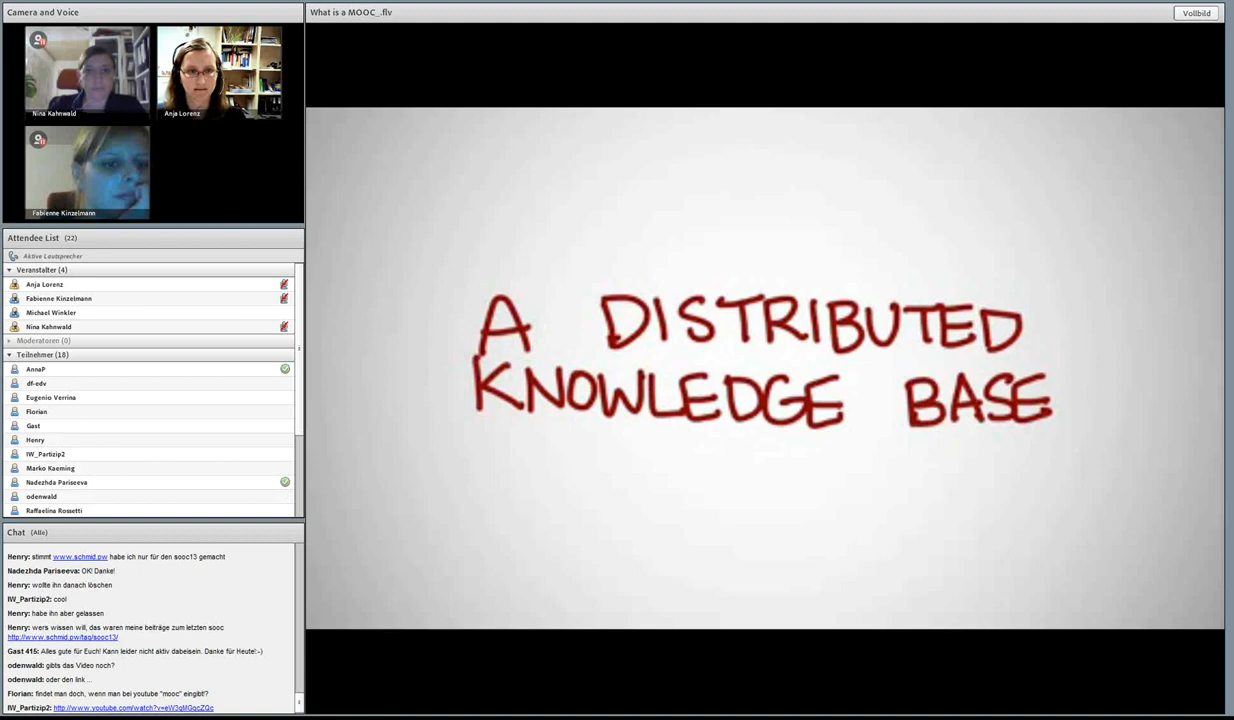 Camera and Voice
Nina Kahnwald
Anja Lorenz
Fabienne Kinzelmann
Attendee List (22)
Aktive Lautsprecher
Veranstalter (4)
Anja Lorenz
Fabienne Kinzelmann
Michael Winkler
Nina Kahnwald
Moderatoren (0)
Teilnehmer (18)
AnnaP
df-edv
Eugenio Verrina
Florian
Gast
Henry
IW_Partizip2
Marko Kaeming
Nadezhda Pariseeva
odenwald
Raffaelina Rossetti
Chat (Alle)
Henry: stimmt www.schmid.pw habe ich nur für den sooc13 gemacht
Nadezhda Pariseeva: OK! Danke!
Henry: wollte ihn danach löschen
IW_Partizip2: cool
Henry: habe ihn aber gelassen
Henry: wers wissen will, das waren meine beiträge zum letzten sooc
http://www.schmid.pw/tag/sooc13/
Gast 415: Alles gute für Euch! Kann leider nicht aktiv dabeisein. Danke für Heute!:-)
odenwald: gibts das Video noch?
odenwald: oder den link ...
Florian: findet man doch, wenn man bei youtube "mooc" eingibt!?
IW_Partizip2: http://www.youtube.com/watch?v=eW3gMGqcZQc
What is a MOOC_.flv
Vollbild
A DISTRIBUTED
KNOWLEDGE BASE